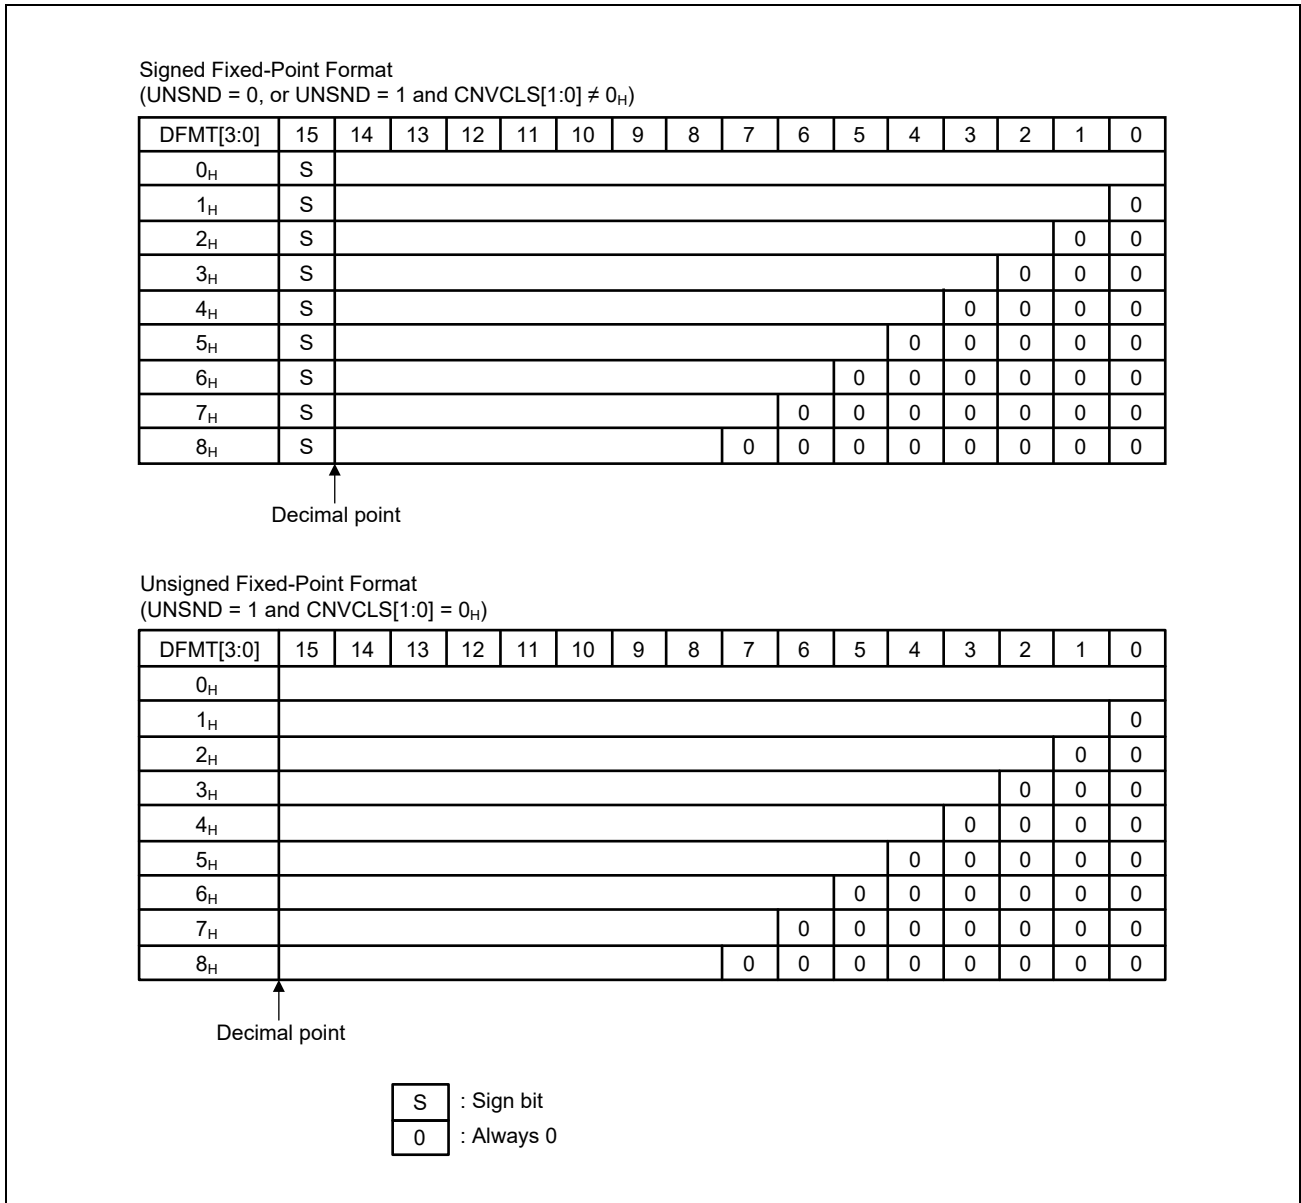 Signed Fixed-Point Format
(UNSND = 0, or UNSND = 1 and CNVCLS[1:0] ≠ 0H)
DFMT[3:0] 15 14 13 12 11 10 9 8 7 6 5 4 3 2 1 0
0H S
1H S 0
2H S 0 0
3H S 0 0 0
4H S 0 0 0 0
5H S 0 0 0 0 0
6H S 0 0 0 0 0 0
7H S 0 0 0 0 0 0 0
8H S 0 0 0 0 0 0 0 0
Decimal point
Unsigned Fixed-Point Format
(UNSND = 1 and CNVCLS[1:0] = 0H)
DFMT[3:0] 15 14 13 12 11 10 9 8 7 6 5 4 3 2 1 0
0H
1H 0
2H 0 0
3H 0 0 0
4H 0 0 0 0
5H 0 0 0 0 0
6H 0 0 0 0 0 0
7H 0 0 0 0 0 0 0
8H 0 0 0 0 0 0 0 0
Decimal point
S : Sign bit
0 : Always 0